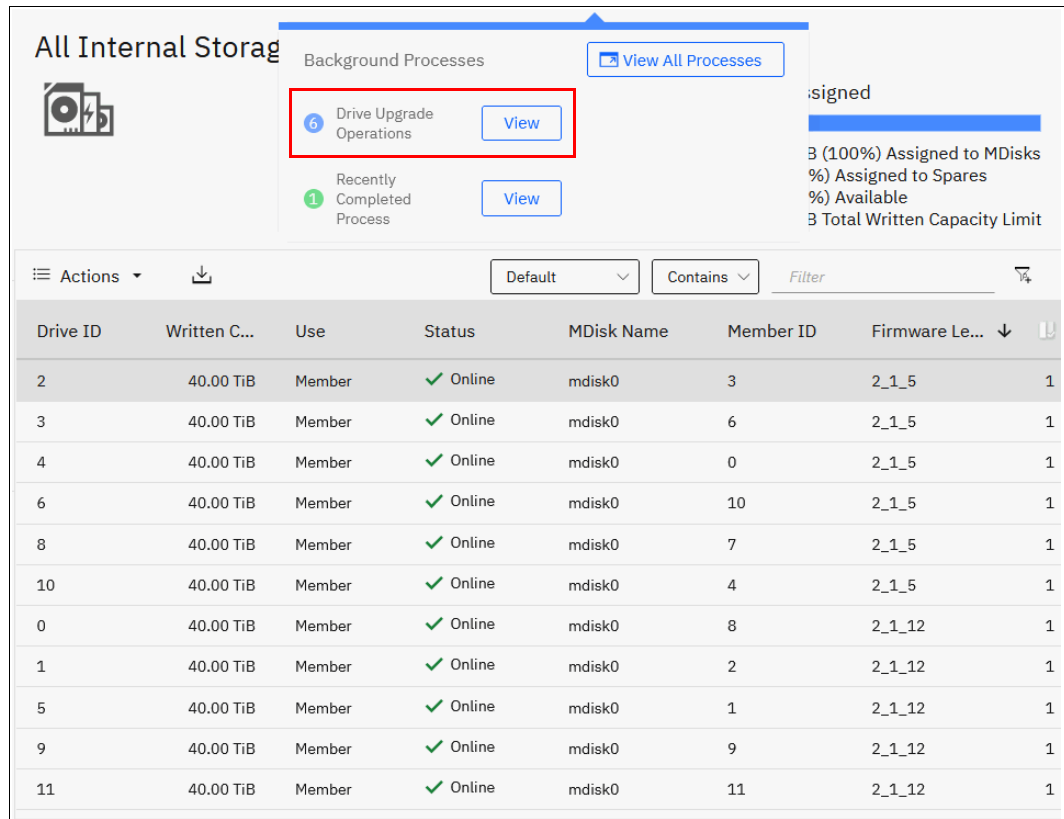 All Internal Storag
Background Processes
View All Processes
6 Drive Upgrade
Operations
View
1 Recently
Completed
Process
View
ssigned
B (100%) Assigned to MDisks
%) Assigned to Spares
%) Available
B Total Written Capacity Limit
Actions Default Contains Filter
Drive ID Written C... Use Status MDisk Name Member ID Firmware Le...
2 40.00 TiB Member Online mdisk0 3 2_1_5 1
3 40.00 TiB Member Online mdisk0 6 2_1_5 1
4 40.00 TiB Member Online mdisk0 0 2_1_5 1
6 40.00 TiB Member Online mdisk0 10 2_1_5 1
8 40.00 TiB Member Online mdisk0 7 2_1_5 1
10 40.00 TiB Member Online mdisk0 4 2_1_5 1
0 40.00 TiB Member Online mdisk0 8 2_1_12 1
1 40.00 TiB Member Online mdisk0 2 2_1_12 1
5 40.00 TiB Member Online mdisk0 1 2_1_12 1
9 40.00 TiB Member Online mdisk0 9 2_1_12 1
11 40.00 TiB Member Online mdisk0 11 2_1_12 1